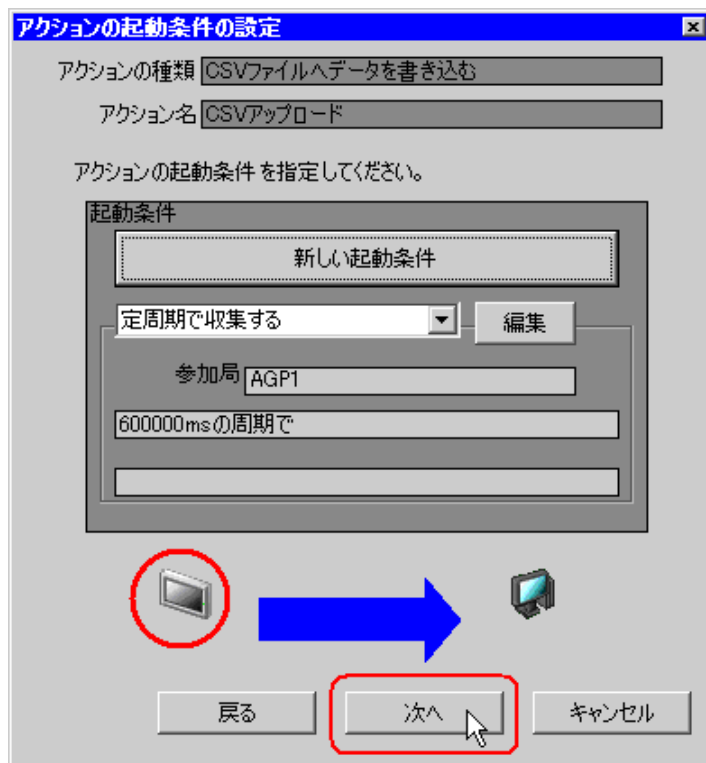 アクションの起動条件の設定
アクションの種類 CSVファイルへデータを書き込む
アクション名 CSVアップロード
アクションの起動条件を指定してください。
起動条件
新しい起動条件
定周期で収集する 編集
参加局 AGP1
600000msの周期で
戻る 次へ キャンセル